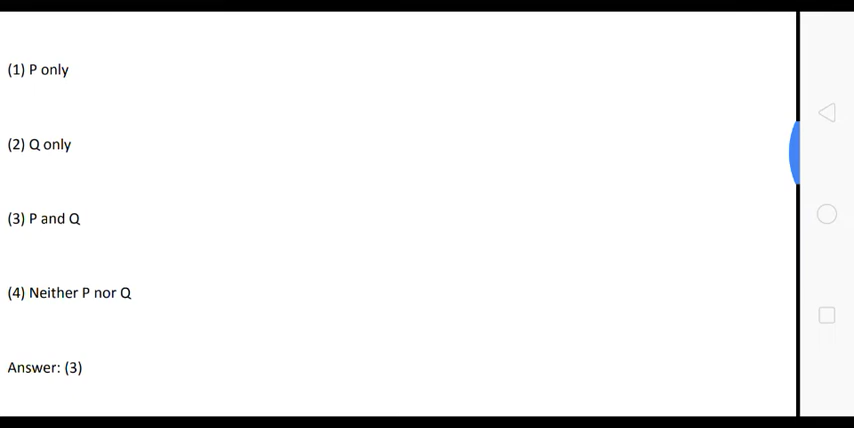 (1) P only
(2) Q only
(3) P and Q
(4) Neither P nor Q
Answer: (3)